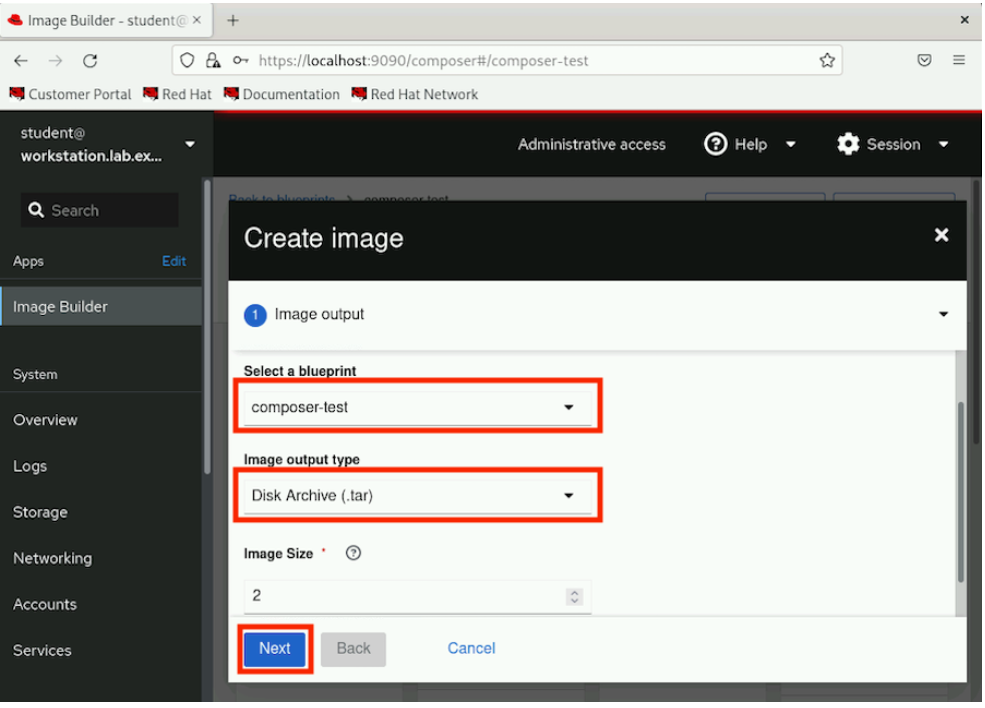 Image Builder - student@ ×
+
×
https://localhost:9090/composer#/composer-test
Customer Portal Red Hat Documentation Red Hat Network
student@
workstation.lab.ex...
Administrative access
Help
Session
Search
Apps Edit
Image Builder
System
Overview
Logs
Storage
Networking
Accounts
Services
Back to blueprints > composer-test
Create image ×
1 Image output
Select a blueprint
composer-test
Image output type
Disk Archive (.tar)
Image Size *
2
Next Back Cancel